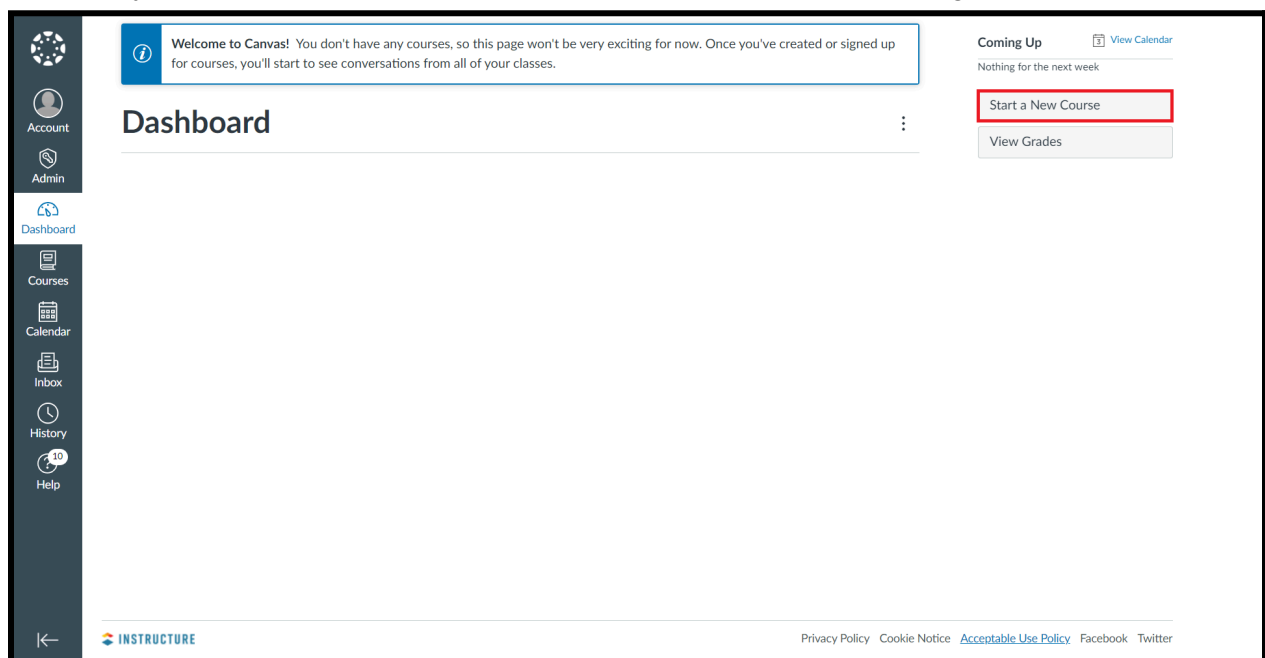 Welcome to Canvas! You don't have any courses, so this page won't be very exciting for now. Once you've created or signed up
for courses, you'll start to see conversations from all of your classes.
Coming Up
3
View Calendar
Nothing for the next week
Start a New Course
View Grades
Dashboard
Account
Admin
Dashboard
Courses
Calendar
Inbox
History
10
Help
INSTRUCTURE
Privacy Policy Cookie Notice Acceptable Use Policy Facebook Twitter